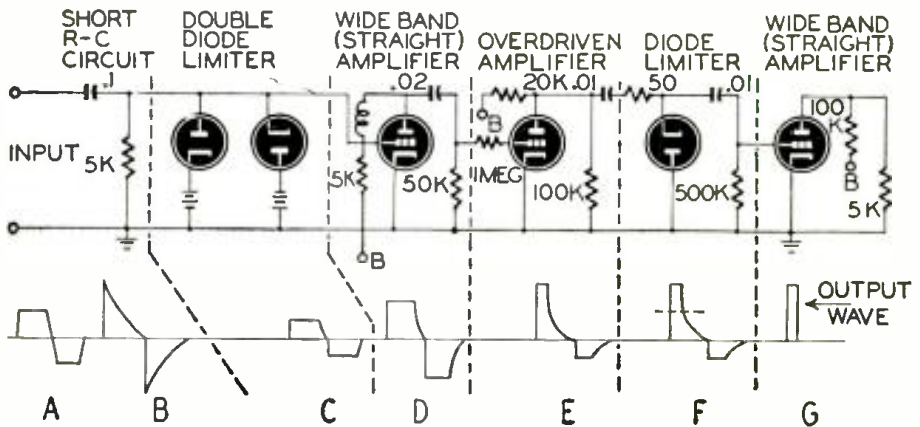 SHORT
R-C
CIRCUIT
.1
DOUBLE
DIODE
LIMITER
WIDE BAND
(STRAIGHT)
AMPLIFIER
.02
OVERDRIVEN
AMPLIFIER
20K .01
DIODE
LIMITER
50 .01
WIDE BAND
(STRAIGHT)
AMPLIFIER
100
K
INPUT
5K
5K
50K
B
1MEG
100K
500K
B
5K
B
OUTPUT
WAVE
A B C D E F G